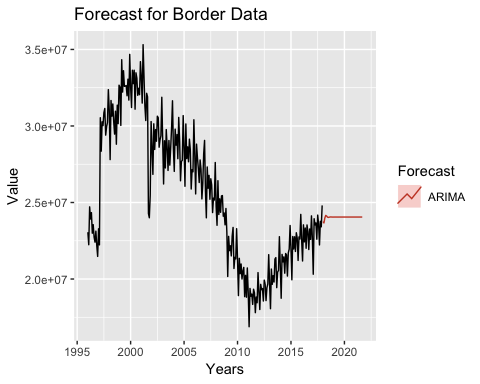 Forecast for Border Data
3.5e+07
3.0e+07
2.5e+07
2.0e+07
Value
1995 2000 2005 2010 2015 2020
Years
Forecast
ARIMA